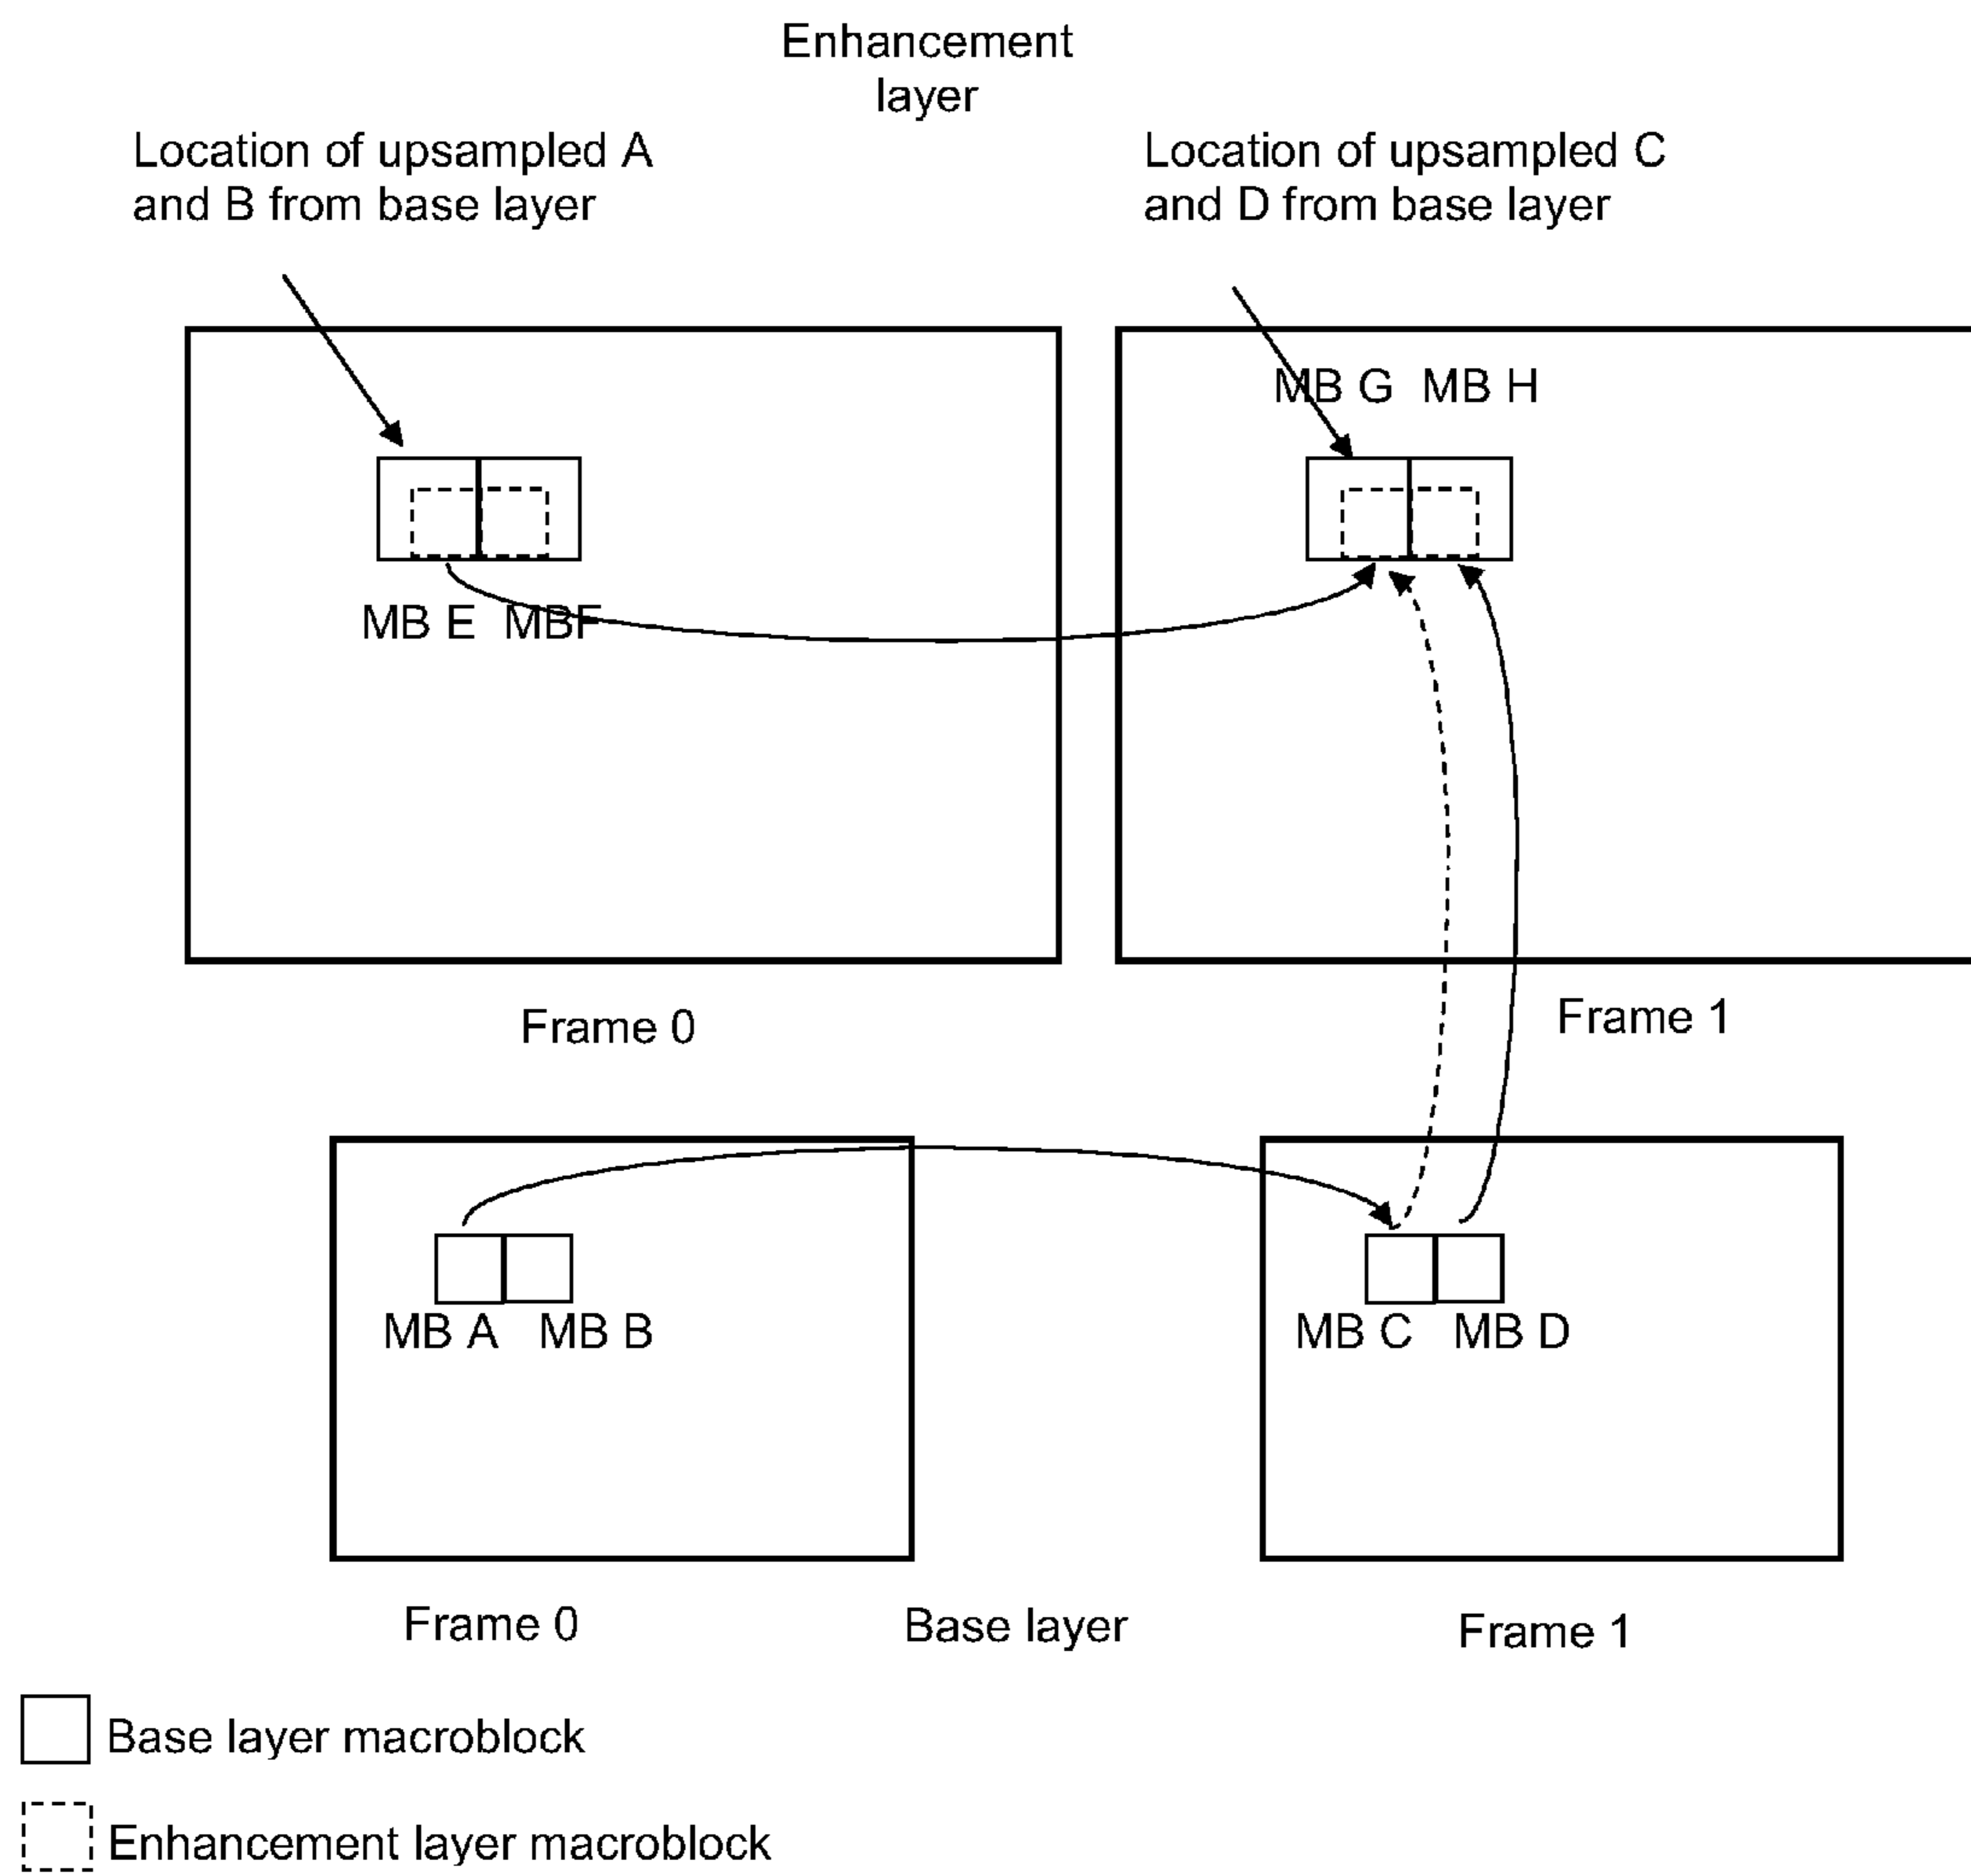 Enhancement
layer
Location of upsampled A
and B from base layer
Location of upsampled C
and D from base layer
MB G MB H
MB E MBF
Frame 0
Frame 1
MB A MB B
MB C MB D
Frame 0
Base layer
Frame 1
Base layer macroblock
Enhancement layer macroblock